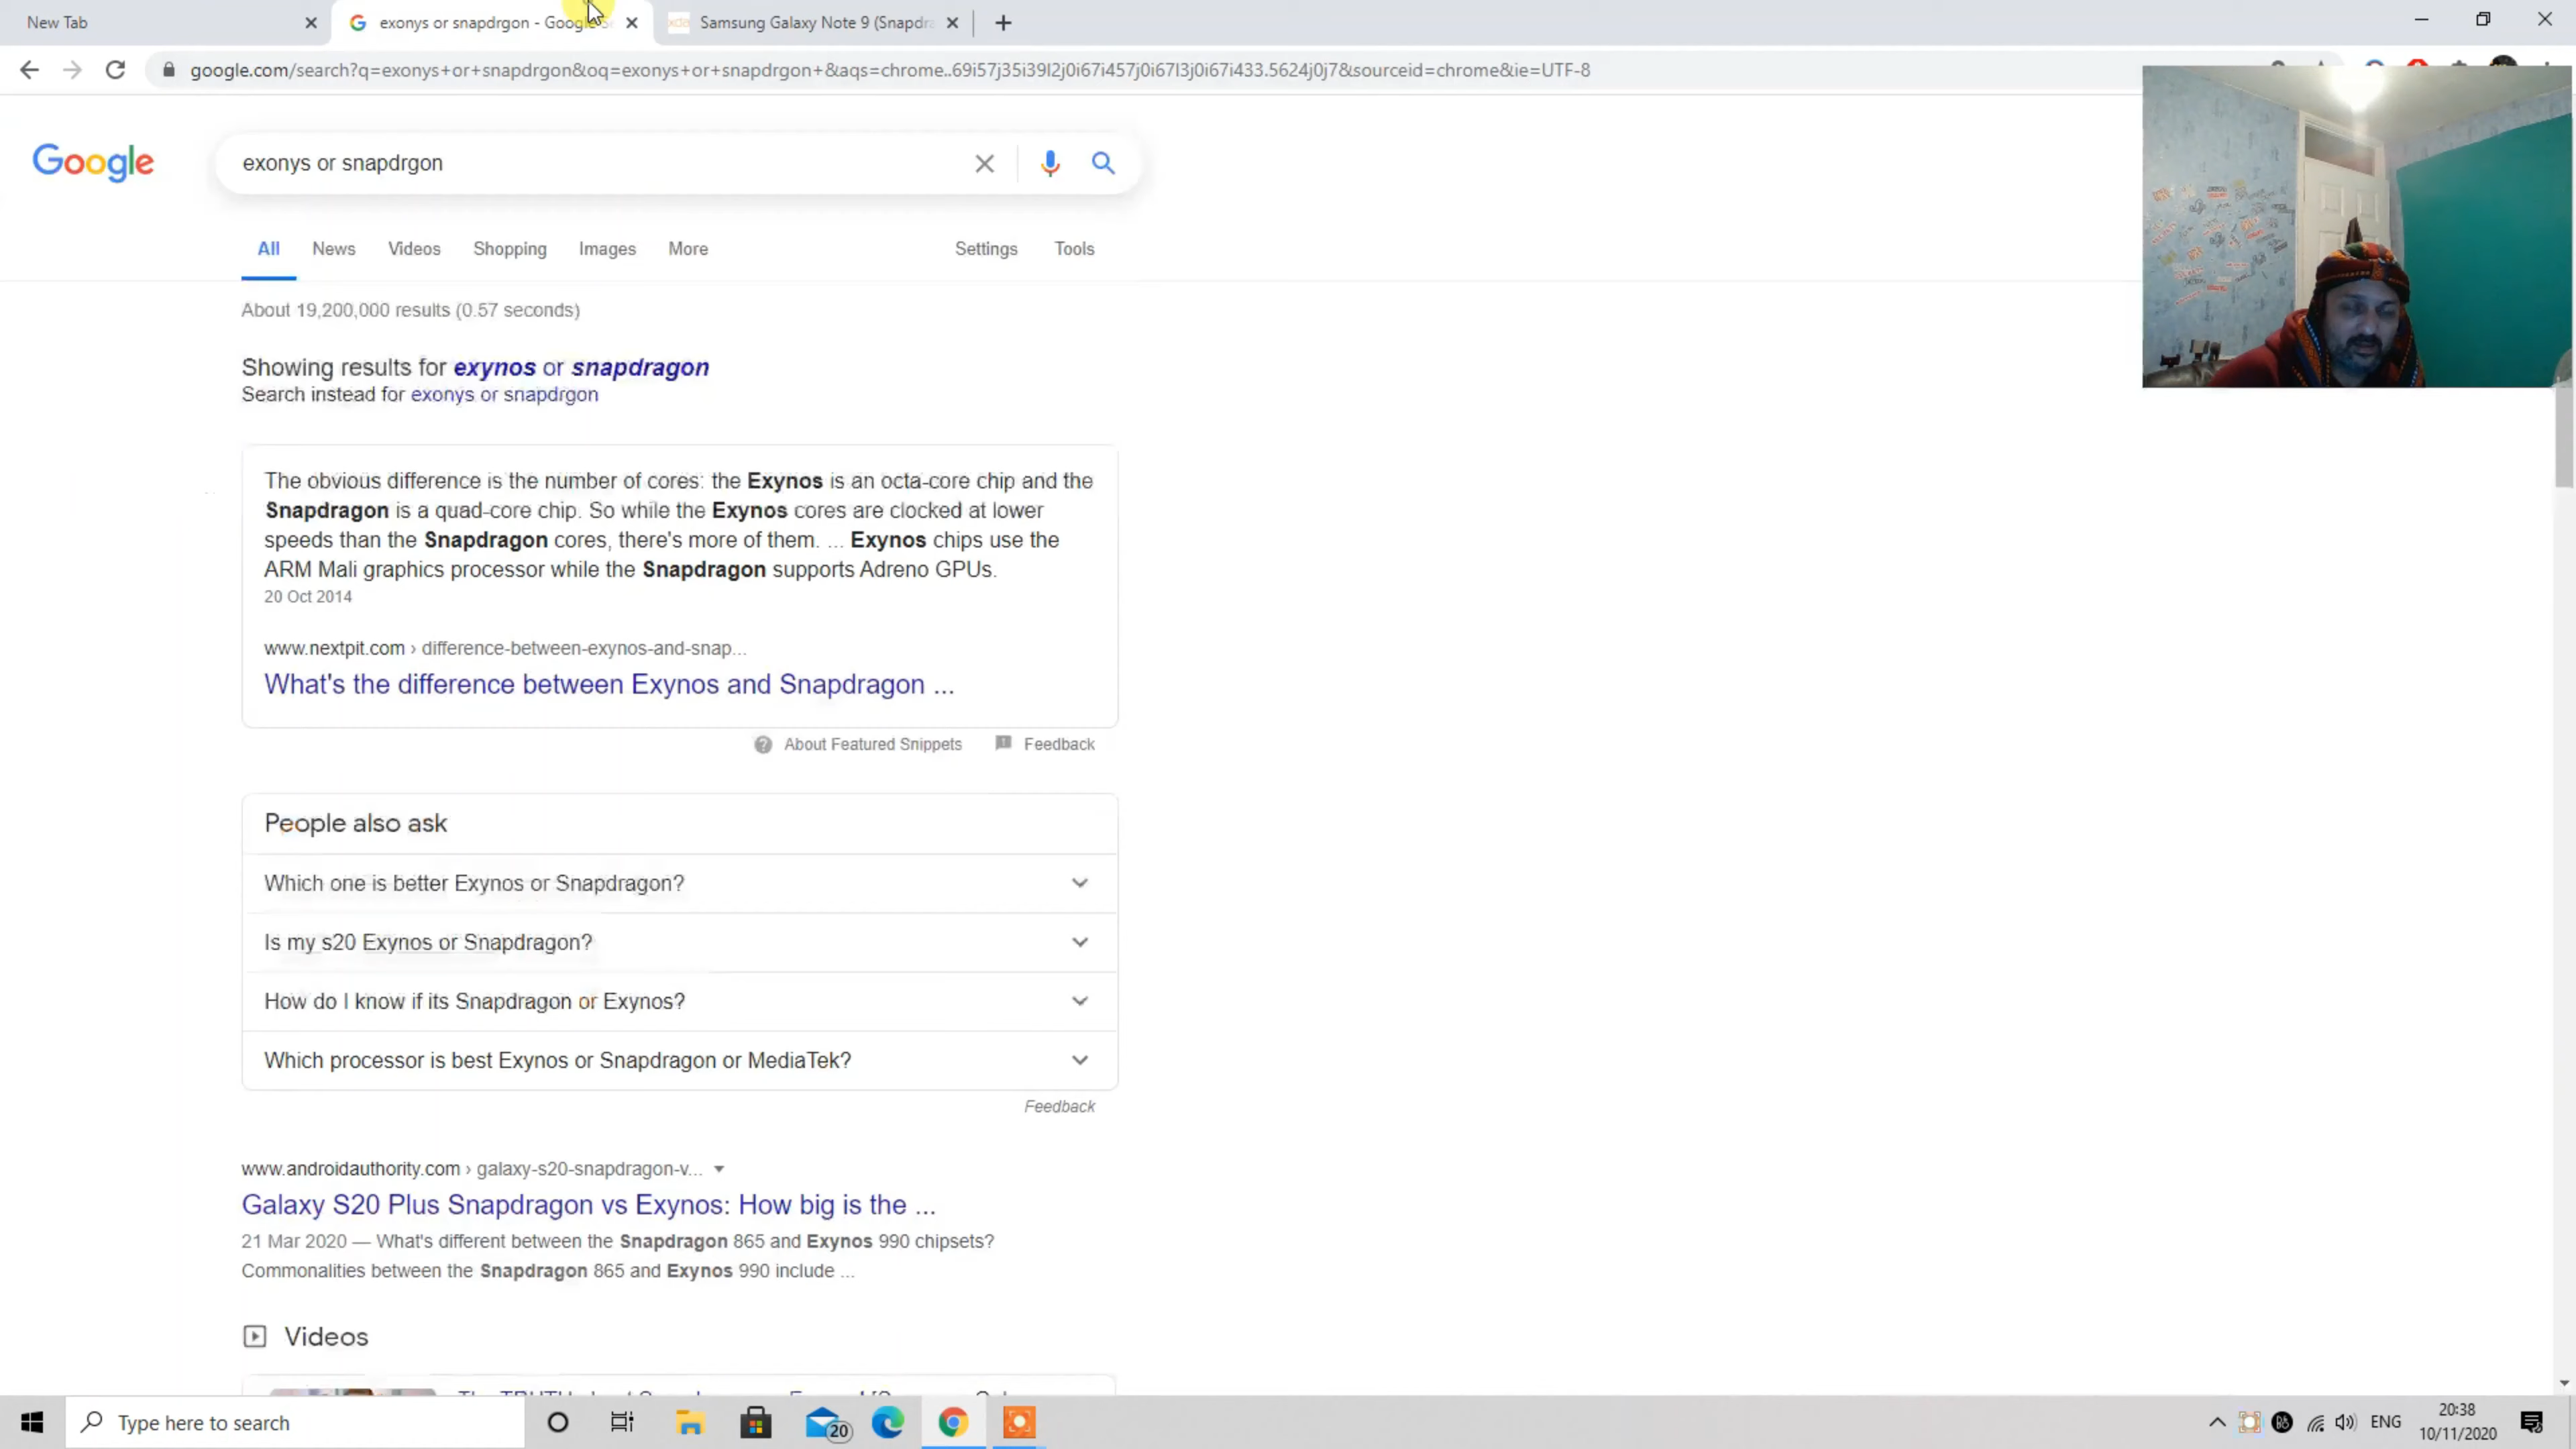 New Tab
exonys or snapdrgon - Google S
Samsung Galaxy Note 9 (Snapdra
google.com/search?q=exonys+or+snapdrgon&oq=exonys+or+snapdrgon+&aqs=chrome..69i57j35i39l2j0i67i457j0i67l3j0i67i433.5624j0j7&sourceid=chrome&ie=UTF-8
Google
exonys or snapdrgon
All News Videos Shopping Images More Settings Tools
About 19,200,000 results (0.57 seconds)
Showing results for exynos or snapdragon
Search instead for exonys or snapdrgon
The obvious difference is the number of cores: the Exynos is an octa-core chip and the
Snapdragon is a quad-core chip. So while the Exynos cores are clocked at lower
speeds than the Snapdragon cores, there's more of them. ... Exynos chips use the
ARM Mali graphics processor while the Snapdragon supports Adreno GPUs.
20 Oct 2014
www.nextpit.com › difference-between-exynos-and-snap...
What's the difference between Exynos and Snapdragon ...
About Featured Snippets Feedback
People also ask
Which one is better Exynos or Snapdragon?
Is my s20 Exynos or Snapdragon?
How do I know if its Snapdragon or Exynos?
Which processor is best Exynos or Snapdragon or MediaTek?
Feedback
www.androidauthority.com › galaxy-s20-snapdragon-v...
Galaxy S20 Plus Snapdragon vs Exynos: How big is the ...
21 Mar 2020 — What's different between the Snapdragon 865 and Exynos 990 chipsets?
Commonalities between the Snapdragon 865 and Exynos 990 include ...
Videos
Type here to search
20
ENG
20:38
10/11/2020